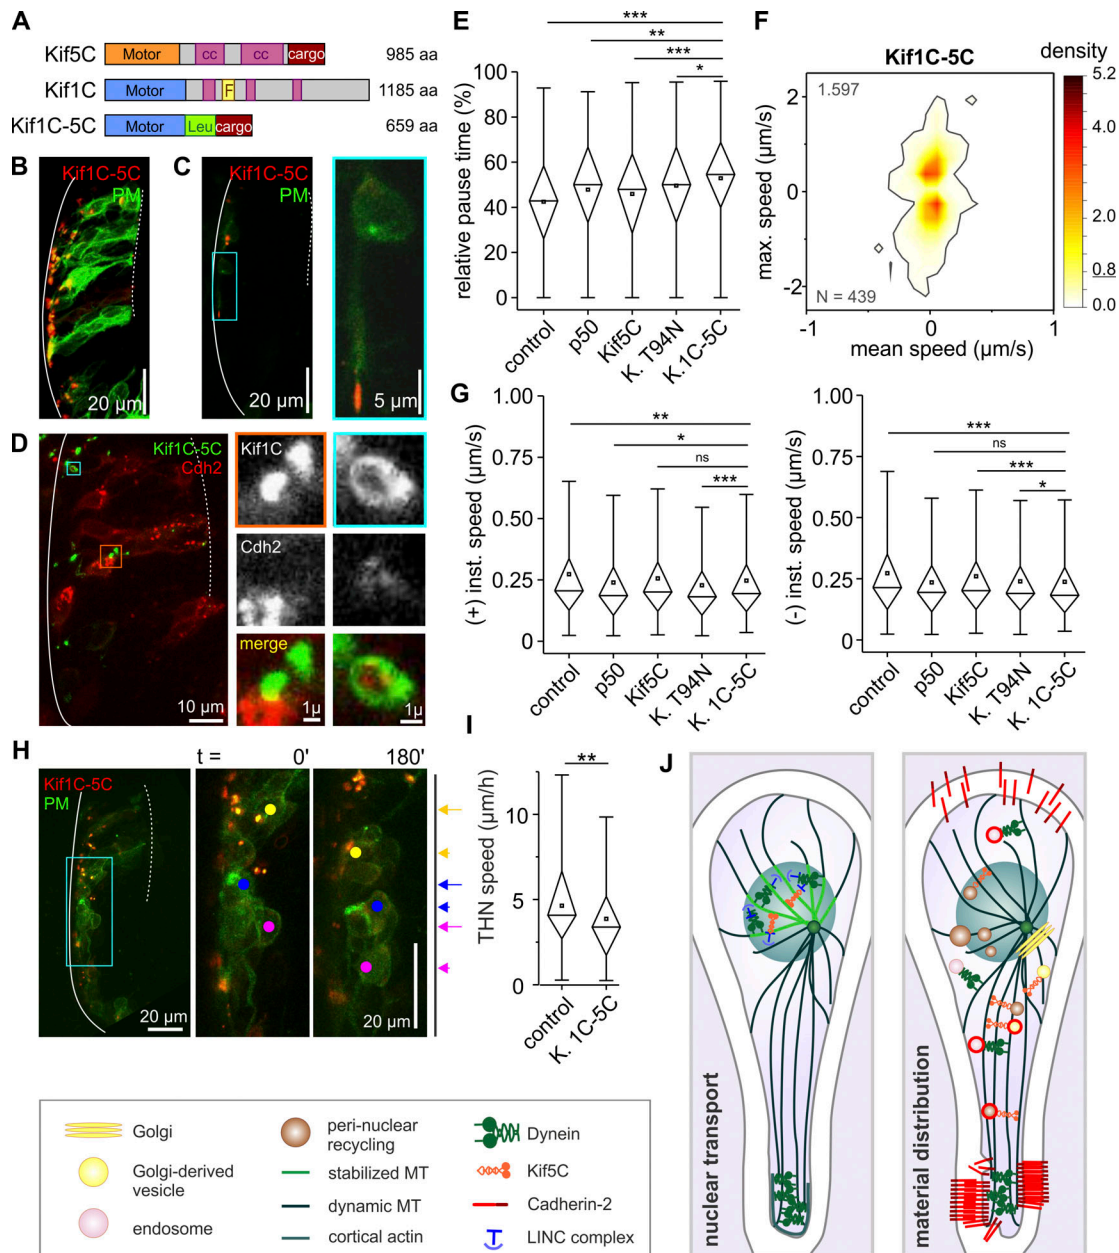 A
Kif5C Motor cc cc cargo 985 aa
Kif1C Motor F 1185 aa
Kif1C-5C Motor Leu cargo 659 aa
B
Kif1C-5C
PM
20 µm
C
Kif1C-5C
PM
20 µm
5 µm
D
Kif1C-5C
Cdh2
10 µm
Kif1C
Cdh2
merge
1µ
1µ
E
relative pause time (%)
100
80
60
40
20
0
***
**
***
*
control
p50
Kif5C
K. T94N
K.1C-5C
F
Kif1C-5C
density
1.597
N = 439
max. speed (µm/s)
2
0
-2
-1
0
1
mean speed (µm/s)
5.2
4.0
3.0
2.0
0.8
0.0
G
(+) inst. speed (µm/s)
1.00
0.75
0.50
0.25
0
**
*
ns
***
control
p50
Kif5C
K. T94N
K. 1C-5C
(-) inst. speed (µm/s)
1.00
0.75
0.50
0.25
0
***
ns
***
*
control
p50
Kif5C
K. T94N
K. 1C-5C
H
Kif1C-5C
PM
20 µm
t = 0'
180'
20 µm
I
THN speed (µm/h)
10
5
0
**
control
K. 1C-5C
J
nuclear transport
material distribution
Golgi
Golgi-derived
vesicle
endosome
peri-nuclear
recycling
stabilized MT
dynamic MT
cortical actin
Dynein
Kif5C
Cadherin-2
LINC complex